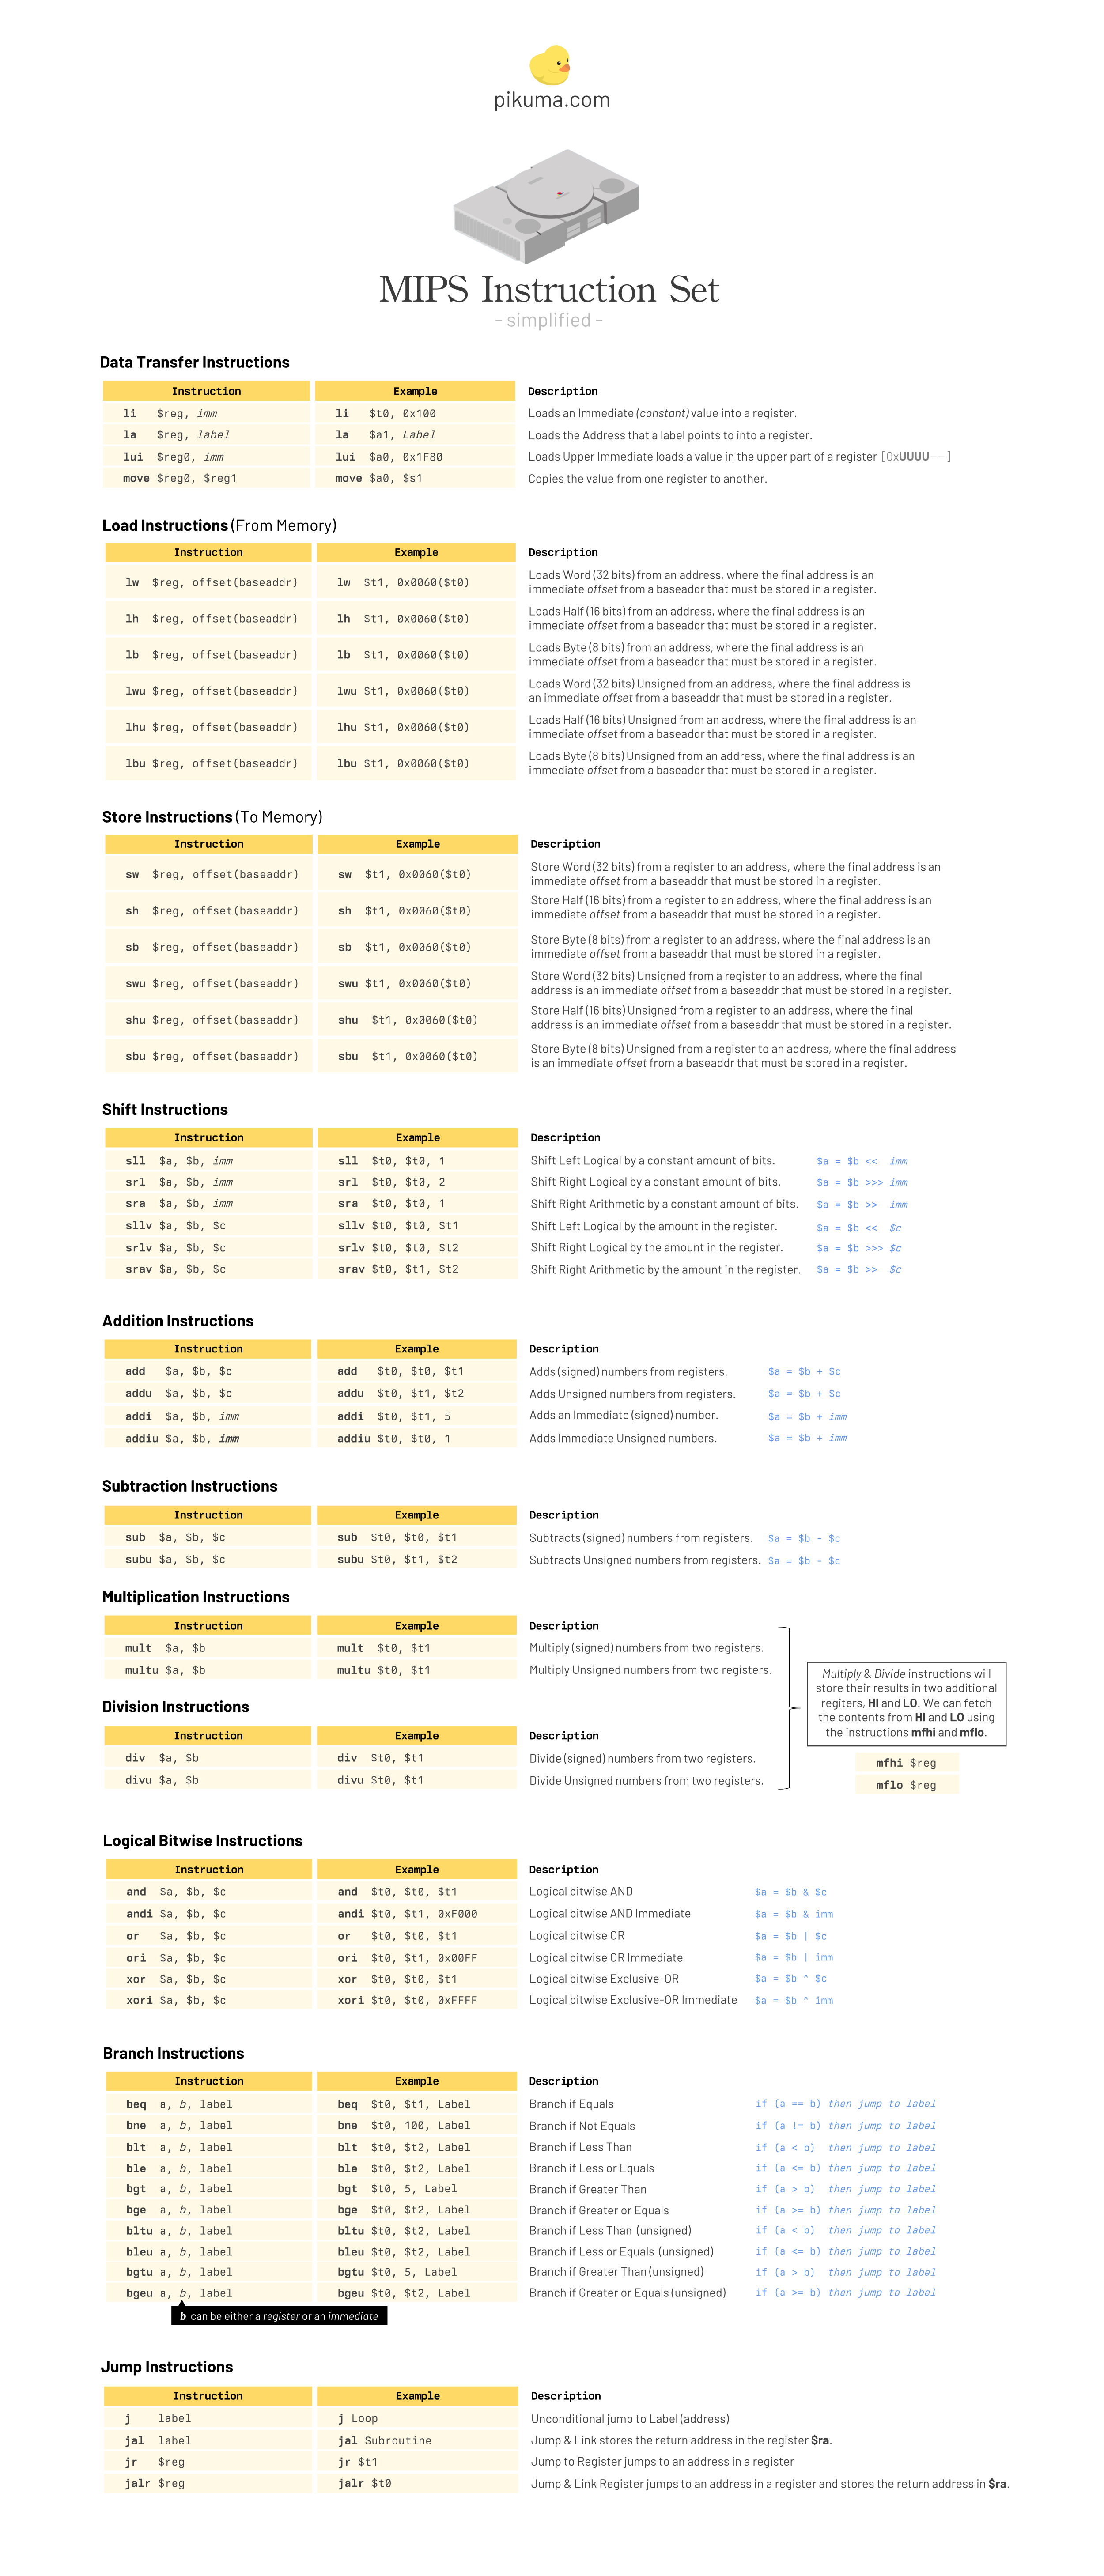 pikuma.com
MIPS Instruction Set
- simplified -
Data Transfer Instructions
Instruction Example Description
li $reg, imm li $t0, 0x100 Loads an Immediate (constant) value into a register.
la $reg, label la $a1, Label Loads the Address that a label points to into a register.
lui $reg0, imm lui $a0, 0x1F80 Loads Upper Immediate loads a value in the upper part of a register [0xUUUU——]
move $reg0, $reg1 move $a0, $s1 Copies the value from one register to another.
Load Instructions (From Memory)
Instruction Example Description
lw $reg, offset(baseaddr) lw $t1, 0x0060($t0) Loads Word (32 bits) from an address, where the final address is an
immediate offset from a baseaddr that must be stored in a register.
lh $reg, offset(baseaddr) lh $t1, 0x0060($t0) Loads Half (16 bits) from an address, where the final address is an
immediate offset from a baseaddr that must be stored in a register.
lb $reg, offset(baseaddr) lb $t1, 0x0060($t0) Loads Byte (8 bits) from an address, where the final address is an
immediate offset from a baseaddr that must be stored in a register.
lwu $reg, offset(baseaddr) lwu $t1, 0x0060($t0) Loads Word (32 bits) Unsigned from an address, where the final address is
an immediate offset from a baseaddr that must be stored in a register.
lhu $reg, offset(baseaddr) lhu $t1, 0x0060($t0) Loads Half (16 bits) Unsigned from an address, where the final address is an
immediate offset from a baseaddr that must be stored in a register.
lbu $reg, offset(baseaddr) lbu $t1, 0x0060($t0) Loads Byte (8 bits) Unsigned from an address, where the final address is an
immediate offset from a baseaddr that must be stored in a register.
Store Instructions (To Memory)
Instruction Example Description
sw $reg, offset(baseaddr) sw $t1, 0x0060($t0) Store Word (32 bits) from a register to an address, where the final address is an
immediate offset from a baseaddr that must be stored in a register.
sh $reg, offset(baseaddr) sh $t1, 0x0060($t0) Store Half (16 bits) from a register to an address, where the final address is an
immediate offset from a baseaddr that must be stored in a register.
sb $reg, offset(baseaddr) sb $t1, 0x0060($t0) Store Byte (8 bits) from a register to an address, where the final address is an
immediate offset from a baseaddr that must be stored in a register.
swu $reg, offset(baseaddr) swu $t1, 0x0060($t0) Store Word (32 bits) Unsigned from a register to an address, where the final
address is an immediate offset from a baseaddr that must be stored in a register.
shu $reg, offset(baseaddr) shu $t1, 0x0060($t0) Store Half (16 bits) Unsigned from a register to an address, where the final
address is an immediate offset from a baseaddr that must be stored in a register.
sbu $reg, offset(baseaddr) sbu $t1, 0x0060($t0) Store Byte (8 bits) Unsigned from a register to an address, where the final address
is an immediate offset from a baseaddr that must be stored in a register.
Shift Instructions
Instruction Example Description
sll $a, $b, imm sll $t0, $t0, 1 Shift Left Logical by a constant amount of bits. $a = $b << imm
srl $a, $b, imm srl $t0, $t0, 2 Shift Right Logical by a constant amount of bits. $a = $b >>> imm
sra $a, $b, imm sra $t0, $t0, 1 Shift Right Arithmetic by a constant amount of bits. $a = $b >> imm
sllv $a, $b, $c sllv $t0, $t0, $t1 Shift Left Logical by the amount in the register. $a = $b << $c
srlv $a, $b, $c srlv $t0, $t0, $t2 Shift Right Logical by the amount in the register. $a = $b >>> $c
srav $a, $b, $c srav $t0, $t1, $t2 Shift Right Arithmetic by the amount in the register. $a = $b >> $c
Addition Instructions
Instruction Example Description
add $a, $b, $c add $t0, $t0, $t1 Adds (signed) numbers from registers. $a = $b + $c
addu $a, $b, $c addu $t0, $t1, $t2 Adds Unsigned numbers from registers. $a = $b + $c
addi $a, $b, imm addi $t0, $t1, 5 Adds an Immediate (signed) number. $a = $b + imm
addiu $a, $b, imm addiu $t0, $t0, 1 Adds Immediate Unsigned numbers. $a = $b + imm
Subtraction Instructions
Instruction Example Description
sub $a, $b, $c sub $t0, $t0, $t1 Subtracts (signed) numbers from registers. $a = $b - $c
subu $a, $b, $c subu $t0, $t1, $t2 Subtracts Unsigned numbers from registers. $a = $b - $c
Multiplication Instructions
Instruction Example Description
mult $a, $b mult $t0, $t1 Multiply (signed) numbers from two registers.
multu $a, $b multu $t0, $t1 Multiply Unsigned numbers from two registers.
Division Instructions
Instruction Example Description
div $a, $b div $t0, $t1 Divide (signed) numbers from two registers.
divu $a, $b divu $t0, $t1 Divide Unsigned numbers from two registers.
Multiply & Divide instructions will
store their results in two additional
regiters, HI and LO. We can fetch
the contents from HI and LO using
the instructions mfhi and mflo.
mfhi $reg
mflo $reg
Logical Bitwise Instructions
Instruction Example Description
and $a, $b, $c and $t0, $t0, $t1 Logical bitwise AND $a = $b & $c
andi $a, $b, $c andi $t0, $t1, 0xF000 Logical bitwise AND Immediate $a = $b & imm
or $a, $b, $c or $t0, $t0, $t1 Logical bitwise OR $a = $b | $c
ori $a, $b, $c ori $t0, $t1, 0x00FF Logical bitwise OR Immediate $a = $b | imm
xor $a, $b, $c xor $t0, $t0, $t1 Logical bitwise Exclusive-OR $a = $b ^ $c
xori $a, $b, $c xori $t0, $t0, 0xFFFF Logical bitwise Exclusive-OR Immediate $a = $b ^ imm
Branch Instructions
Instruction Example Description
beq a, b, label beq $t0, $t1, Label Branch if Equals if (a == b) then jump to label
bne a, b, label bne $t0, 100, Label Branch if Not Equals if (a != b) then jump to label
blt a, b, label blt $t0, $t2, Label Branch if Less Than if (a < b) then jump to label
ble a, b, label ble $t0, $t2, Label Branch if Less or Equals if (a <= b) then jump to label
bgt a, b, label bgt $t0, 5, Label Branch if Greater Than if (a > b) then jump to label
bge a, b, label bge $t0, $t2, Label Branch if Greater or Equals if (a >= b) then jump to label
bltu a, b, label bltu $t0, $t2, Label Branch if Less Than (unsigned) if (a < b) then jump to label
bleu a, b, label bleu $t0, $t2, Label Branch if Less or Equals (unsigned) if (a <= b) then jump to label
bgtu a, b, label bgtu $t0, 5, Label Branch if Greater Than (unsigned) if (a > b) then jump to label
bgeu a, b, label bgeu $t0, $t2, Label Branch if Greater or Equals (unsigned) if (a >= b) then jump to label
b can be either a register or an immediate
Jump Instructions
Instruction Example Description
j label j Loop Unconditional jump to Label (address)
jal label jal Subroutine Jump & Link stores the return address in the register $ra.
jr $reg jr $t1 Jump to Register jumps to an address in a register
jalr $reg jalr $t0 Jump & Link Register jumps to an address in a register and stores the return address in $ra.